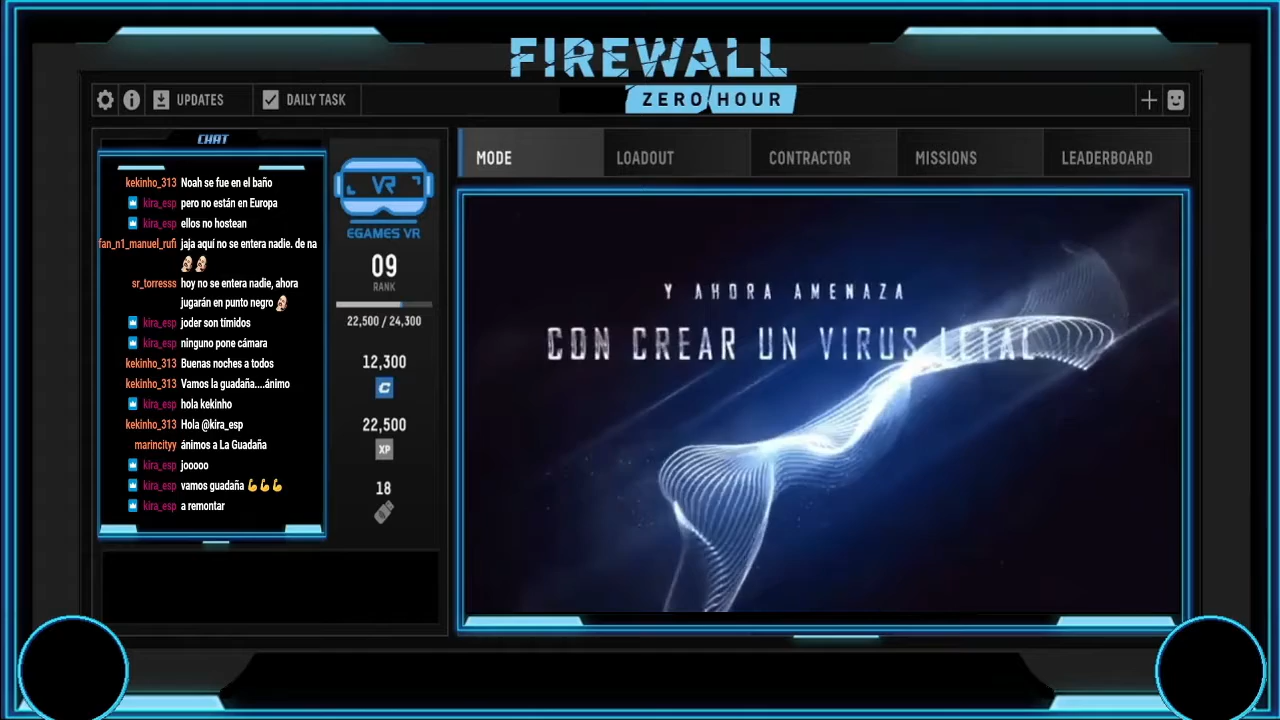 FIREWALL
ZERO HOUR
UPDATES
DAILY TASK
CHAT
kekinho_313 Noah se fue en el baño
kira_esp pero no están en Europa
kira_esp ellos no hostean
fan_n1_manuel_rufi jaja aquí no se entera nadie. de na
sr_torresss hoy no se entera nadie, ahora
jugarán en punto negro
kira_esp joder son tímidos
kira_esp ninguno pone cámara
kekinho_313 Buenas noches a todos
kekinho_313 Vamos la guadaña....ánimo
kira_esp hola kekinho
kekinho_313 Hola @kira_esp
marincityy ánimos a La Guadaña
kira_esp jooooo
kira_esp vamos guadaña 💪💪💪
kira_esp a remontar
VR
EGAMES VR
09
RANK
22,500 / 24,300
12,300
C
22,500
XP
18
MODE
LOADOUT
CONTRACTOR
MISSIONS
LEADERBOARD
Y AHORA AMENAZA
CON CREAR UN VIRUS LETAL